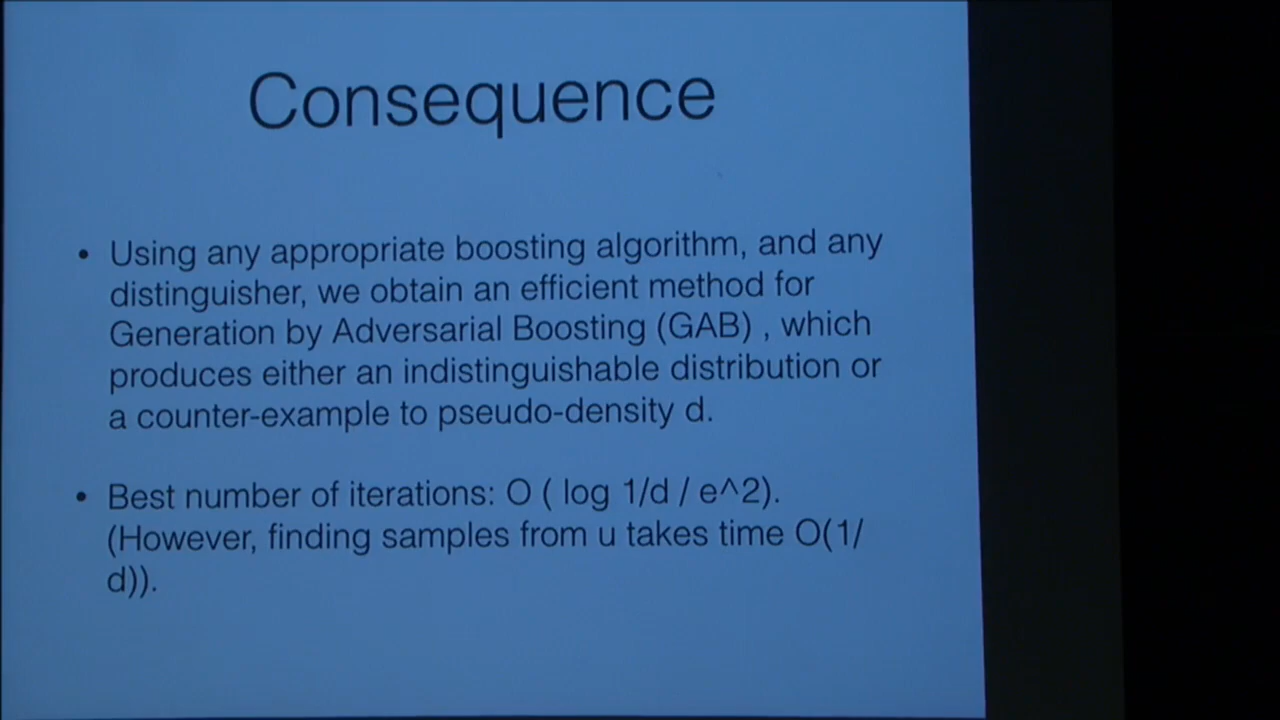 Consequence
• Using any appropriate boosting algorithm, and any
distinguisher, we obtain an efficient method for
Generation by Adversarial Boosting (GAB) , which
produces either an indistinguishable distribution or
a counter-example to pseudo-density d.
• Best number of iterations: O ( log 1/d / e^2).
(However, finding samples from u takes time O(1/
d)).